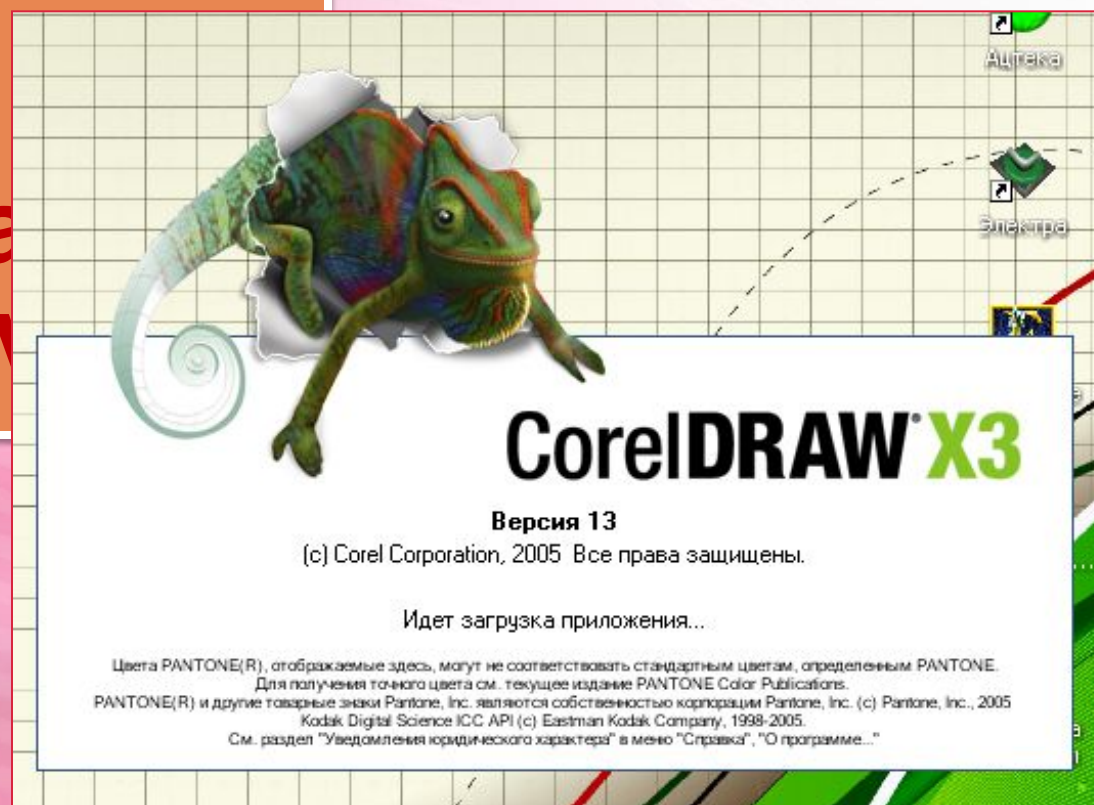 Ацтека
Электра
CorelDRAW® X3
Версия 13
(c) Corel Corporation, 2005 Все права защищены.
Идет загрузка приложения...
Цвета PANTONE(R), отображаемые здесь, могут не соответствовать стандартным цветам, определенным PANTONE.
Для получения точного цвета см. текущее издание PANTONE Color Publications.
PANTONE(R) и другие товарные знаки Pantone, Inc. являются собственностью корпорации Pantone, Inc. (c) Pantone, Inc., 2005
Kodak Digital Science ICC API (c) Eastman Kodak Company, 1998-2005.
См. раздел "Уведомления юридического характера" в меню "Справка", "О программе..."